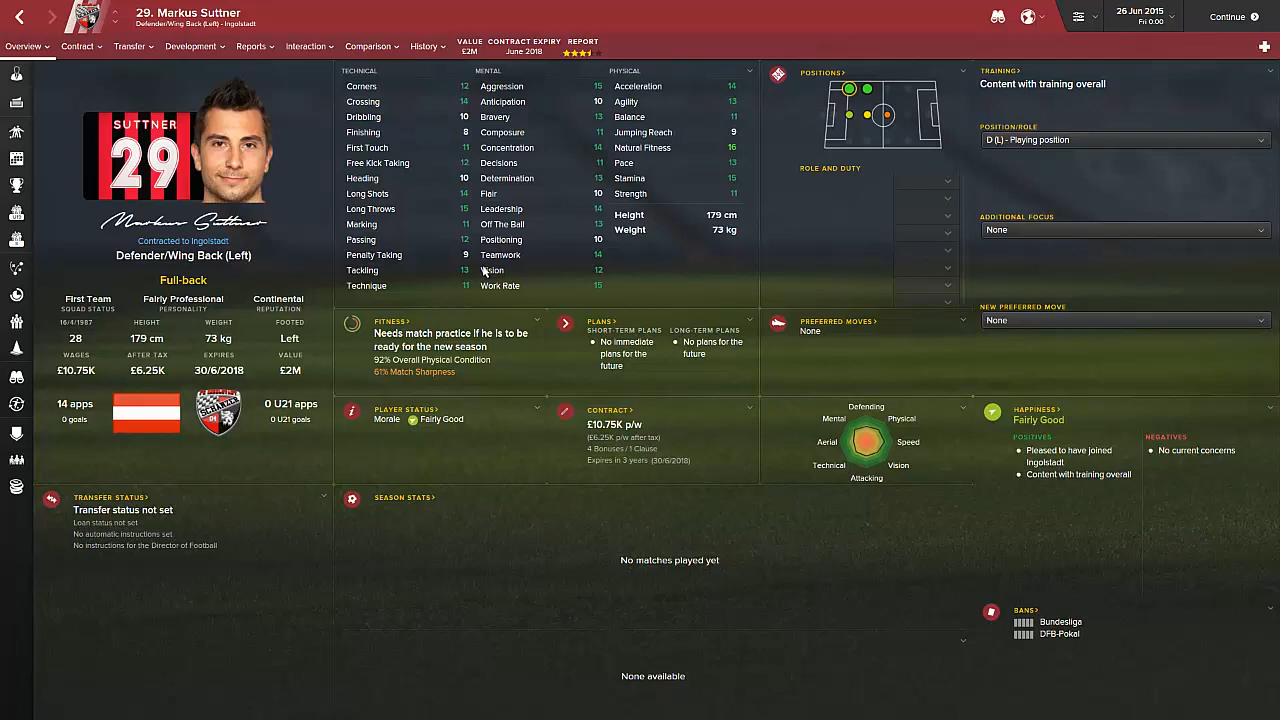 29. Markus Suttner
Defender/Wing Back (Left) - Ingolstadt
26 Jun 2015
Fri 0:00
Continue
Overview
Contract
Transfer
Development
Reports
Interaction
Comparison
History
VALUE CONTRACT EXPIRY REPORT
£2M June 2018
SUTTNER
29
Markus Suttner
Contracted to Ingolstadt
Defender/Wing Back (Left)
Full-back
First Team Fairly Professional Continental
SQUAD STATUS PERSONALITY REPUTATION
16/4/1987 HEIGHT WEIGHT FOOTED
28 179 cm 73 kg Left
WAGES AFTER TAX EXPIRES VALUE
£10.75K £6.25K 30/6/2018 £2M
14 apps 0 U21 apps
0 goals 0 U21 goals
TECHNICAL MENTAL PHYSICAL
Corners 12 Aggression 15 Acceleration 14
Crossing 14 Anticipation 10 Agility 13
Dribbling 10 Bravery 13 Balance 11
Finishing 8 Composure 11 Jumping Reach 9
First Touch 11 Concentration 14 Natural Fitness 16
Free Kick Taking 12 Decisions 11 Pace 13
Heading 10 Determination 13 Stamina 15
Long Shots 14 Flair 10 Strength 11
Long Throws 15 Leadership 14
Marking 11 Off The Ball 13
Passing 12 Positioning 10
Penalty Taking 9 Teamwork 14
Tackling 13 Vision 12
Technique 11 Work Rate 15
Height 179 cm
Weight 73 kg
POSITIONS>
ROLE AND DUTY
TRAINING>
Content with training overall
POSITION/ROLE
D (L) - Playing position
ADDITIONAL FOCUS
None
NEW PREFERRED MOVE
None
FITNESS>
Needs match practice if he is to be
ready for the new season
92% Overall Physical Condition
61% Match Sharpness
PLANS>
SHORT-TERM PLANS LONG-TERM PLANS
No immediate
plans for the
future
No plans for the
future
PREFERRED MOVES>
None
PLAYER STATUS>
Morale Fairly Good
CONTRACT>
£10.75K p/w
(£6.25K p/w after tax)
4 Bonuses / 1 Clause
Expires in 3 years (30/6/2018)
Defending
Mental Physical
Aerial Speed
Technical Vision
Attacking
HAPPINESS>
Fairly Good
POSITIVES NEGATIVES
Pleased to have joined
Ingolstadt
Content with training overall
No current concerns
TRANSFER STATUS>
Transfer status not set
Loan status not set
No automatic instructions set
No instructions for the Director of Football
SEASON STATS>
No matches played yet
None available
BANS>
Bundesliga
DFB-Pokal